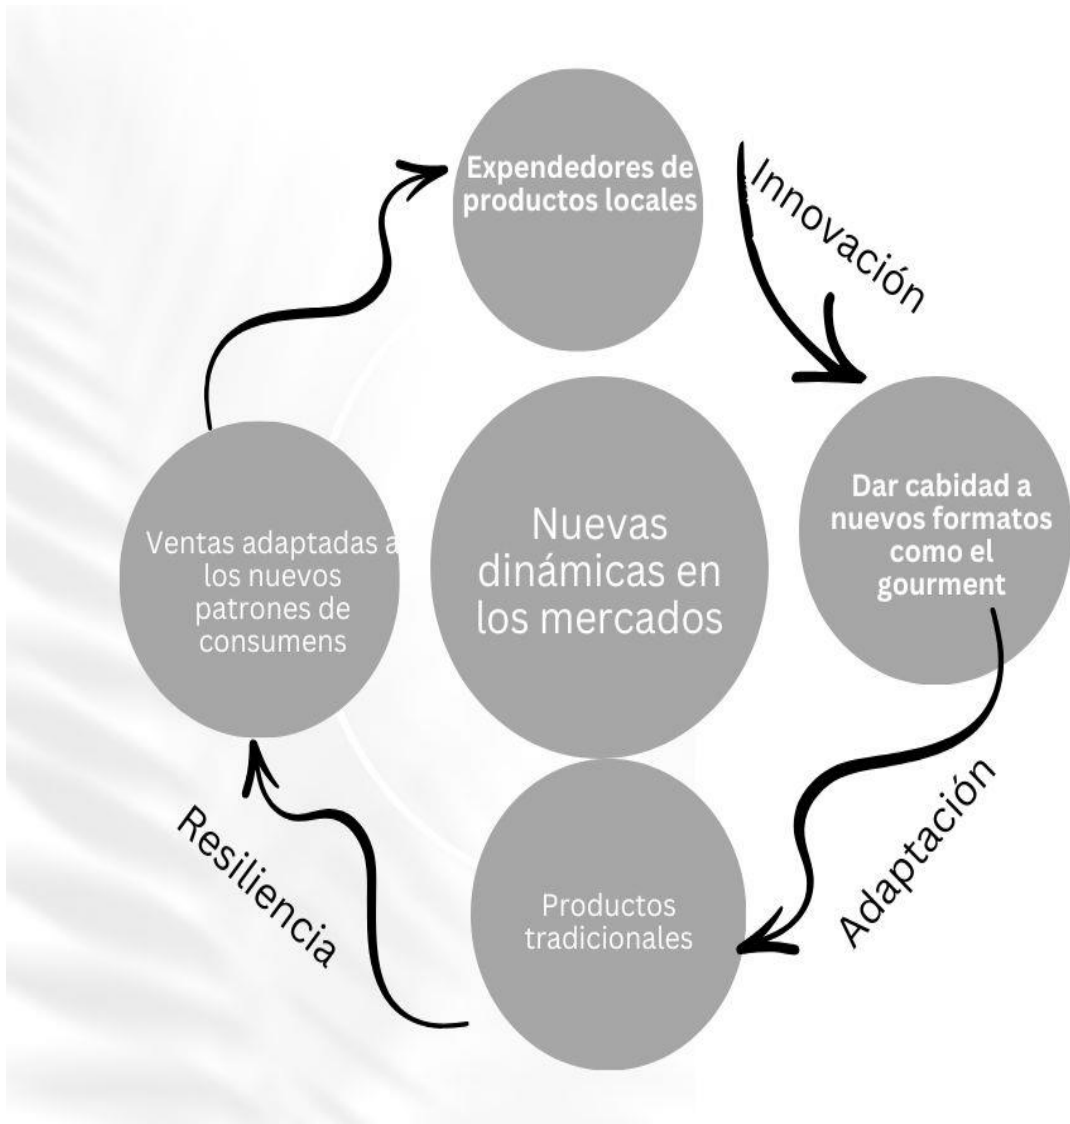 Expendedores de
productos locales
Innovación
Dar cabidad a
nuevos formatos
como el
gourment
Nuevas
dinámicas en
los mercados
Ventas adaptadas a
los nuevos
patrones de
consumens
Adaptación
Resiliencia
Productos
tradicionales